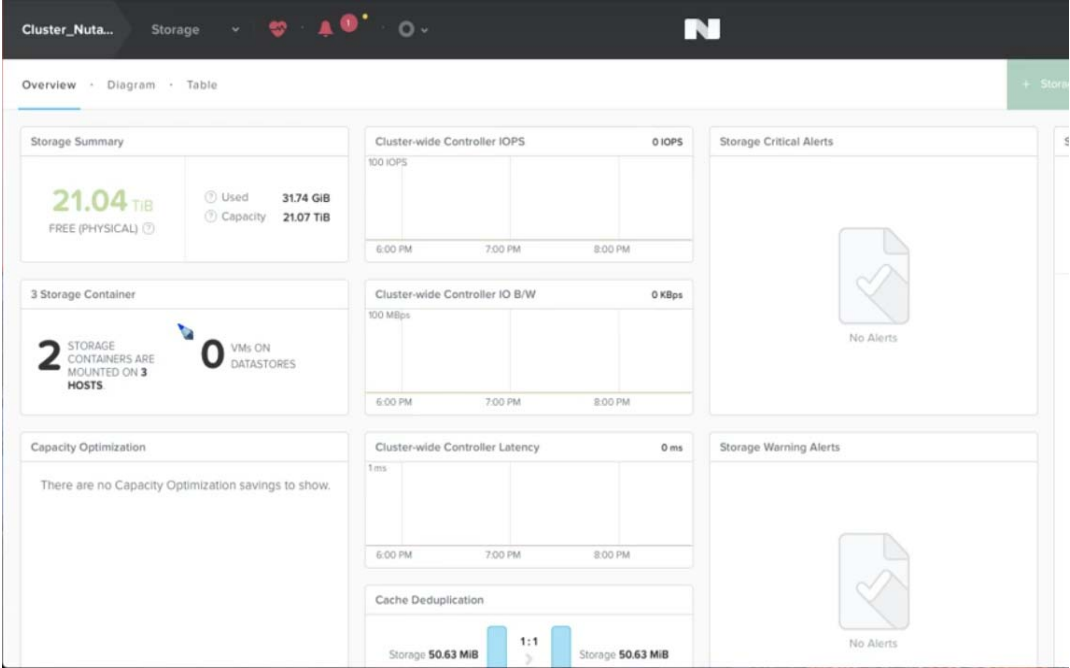 Cluster_Nuta... Storage 1
Overview · Diagram · Table
+ Stora
Storage Summary
21.04 TiB
FREE (PHYSICAL) ?
? Used 31.74 GiB
? Capacity 21.07 TiB
3 Storage Container
2 STORAGE
CONTAINERS ARE
MOUNTED ON 3
HOSTS.
0 VMs ON
DATASTORES
Capacity Optimization
There are no Capacity Optimization savings to show.
Cluster-wide Controller IOPS 0 IOPS
100 IOPS
6:00 PM 7:00 PM 8:00 PM
Cluster-wide Controller IO B/W 0 KBps
100 MBps
6:00 PM 7:00 PM 8:00 PM
Cluster-wide Controller Latency 0 ms
1 ms
6:00 PM 7:00 PM 8:00 PM
Cache Deduplication
Storage 50.63 MiB 1:1 Storage 50.63 MiB
Storage Critical Alerts
No Alerts
Storage Warning Alerts
No Alerts
S